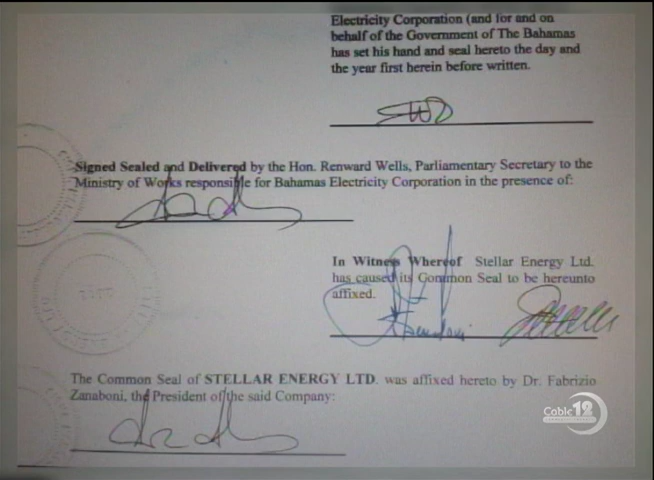 Electricity Corporation (and for and on
behalf of the Government of The Bahamas
has set his hand and seal hereto the day and
the year first herein before written.
Signed Sealed and Delivered by the Hon. Renward Wells, Parliamentary Secretary to the
Ministry of Works responsible for Bahamas Electricity Corporation in the presence of:
In Witness Whereof Stellar Energy Ltd.
has caused its Common Seal to be hereunto
affixed.
The Common Seal of STELLAR ENERGY LTD. was affixed hereto by Dr. Fabrizio
Zanaboni, the President of the said Company:
Cable 12